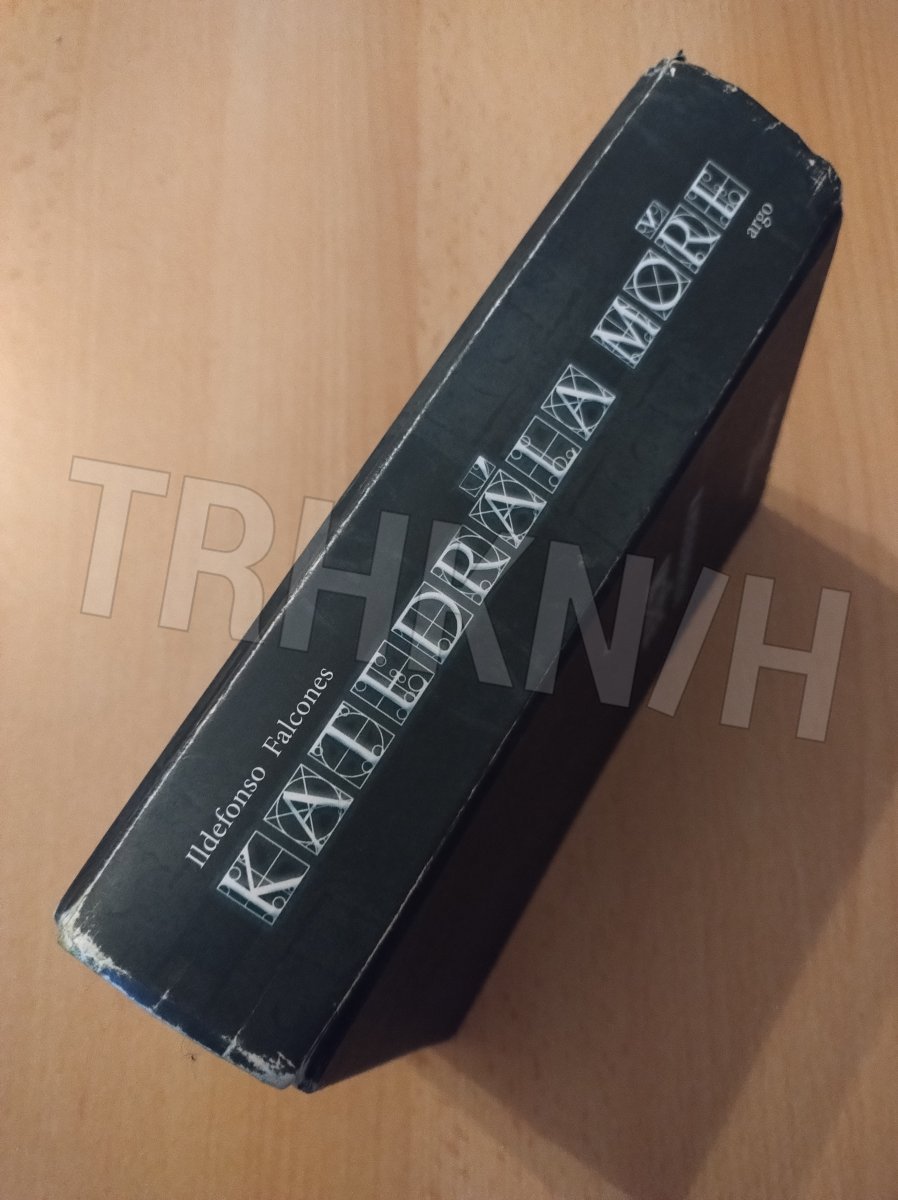 Ildefonso Falcones
KATEDRÁLA MOŘE
argo
TRHKNIH